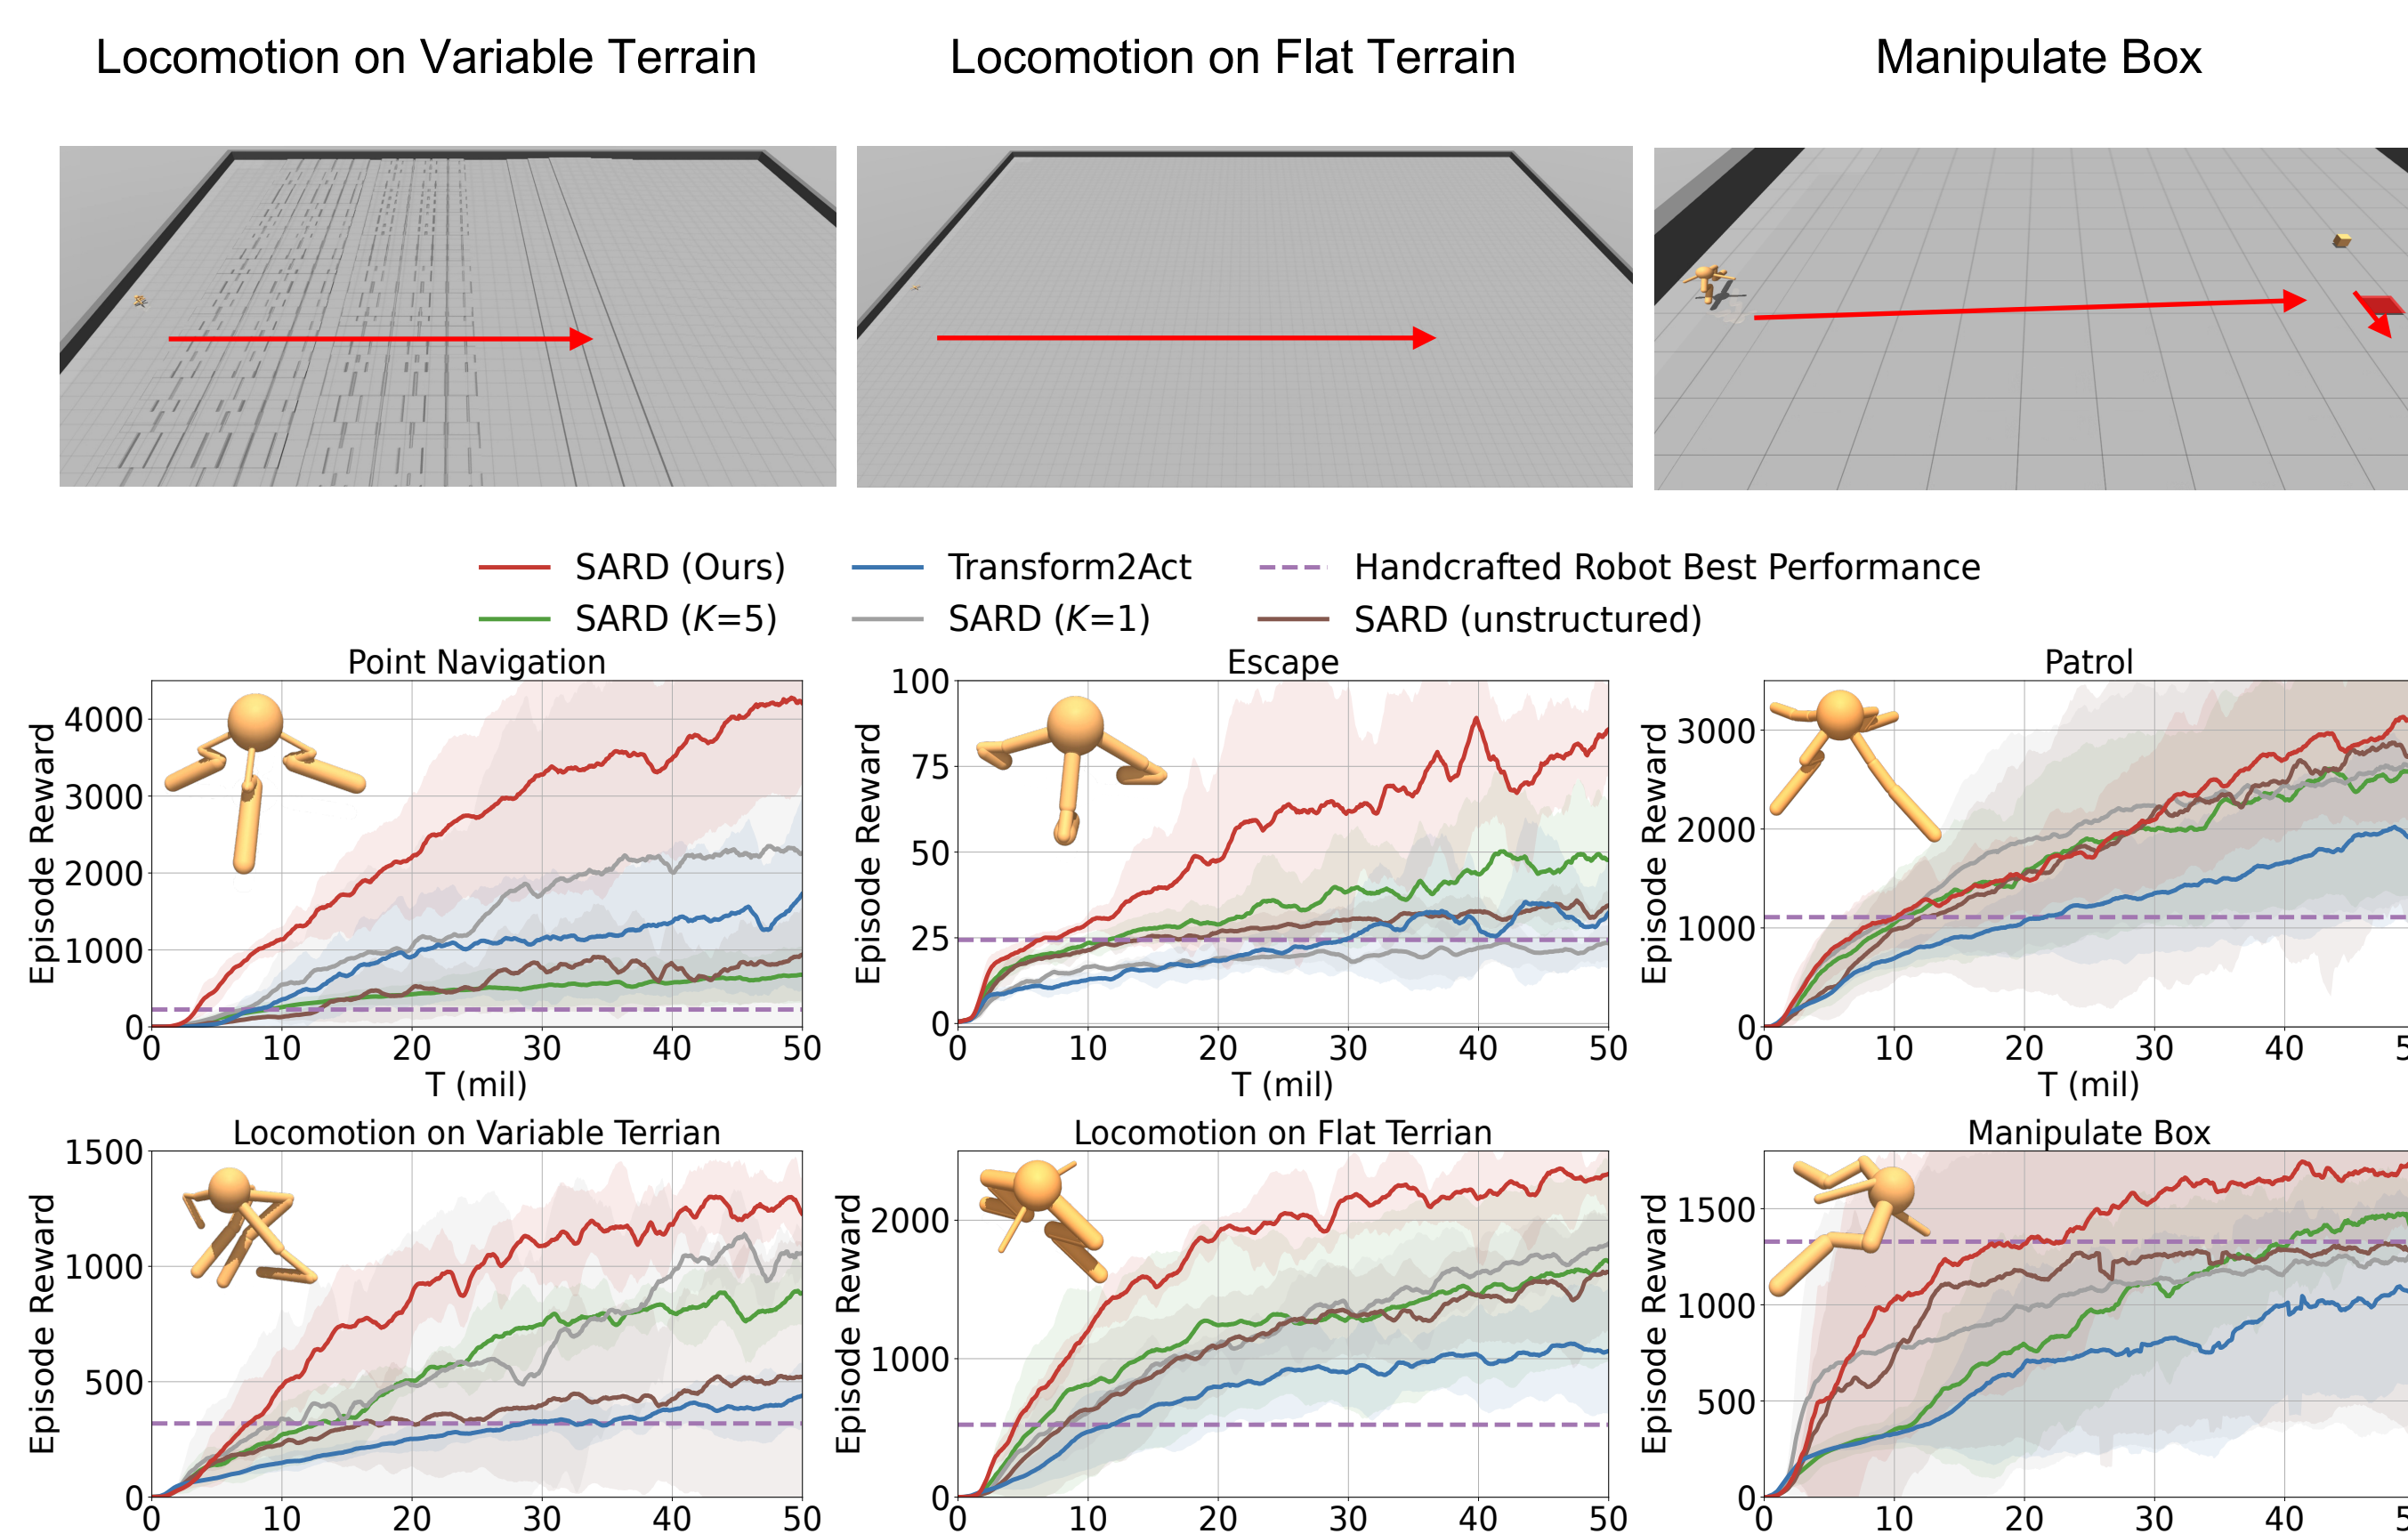 Locomotion on Variable Terrain Locomotion on Flat Terrain Manipulate Box
SARD (Ours) Transform2Act Handcrafted Robot Best Performance
SARD (K=5) SARD (K=1) SARD (unstructured)
Point Navigation
Episode Reward
4000
3000
2000
1000
0
0 10 20 30 40 50
T (mil)
Escape
Episode Reward
100
75
50
25
0
0 10 20 30 40 50
T (mil)
Patrol
Episode Reward
3000
2000
1000
0
0 10 20 30 40
T (mil)
Locomotion on Variable Terrian
Episode Reward
1500
1000
500
0
0 10 20 30 40 50
Locomotion on Flat Terrian
Episode Reward
2000
1000
0
0 10 20 30 40 50
Manipulate Box
Episode Reward
1500
1000
500
0
0 10 20 30 40